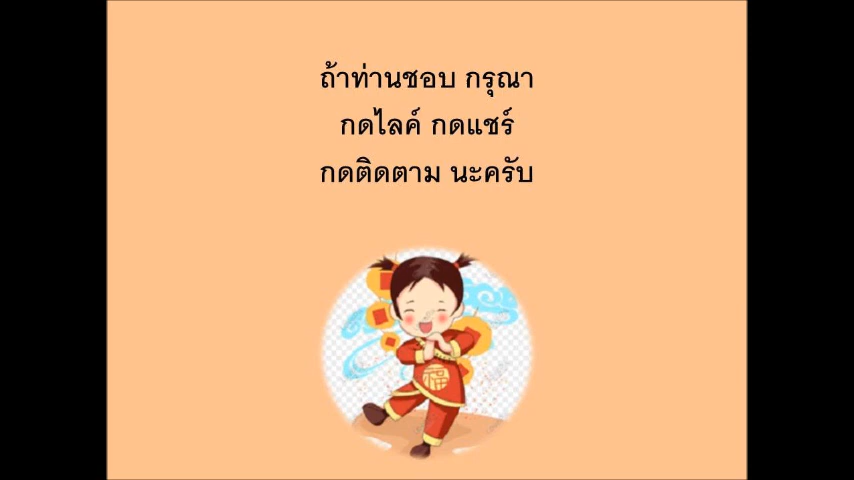 ถ้าท่านชอบ กรุณา
กดไลค์ กดแชร์
กดติดตาม นะครับ
福